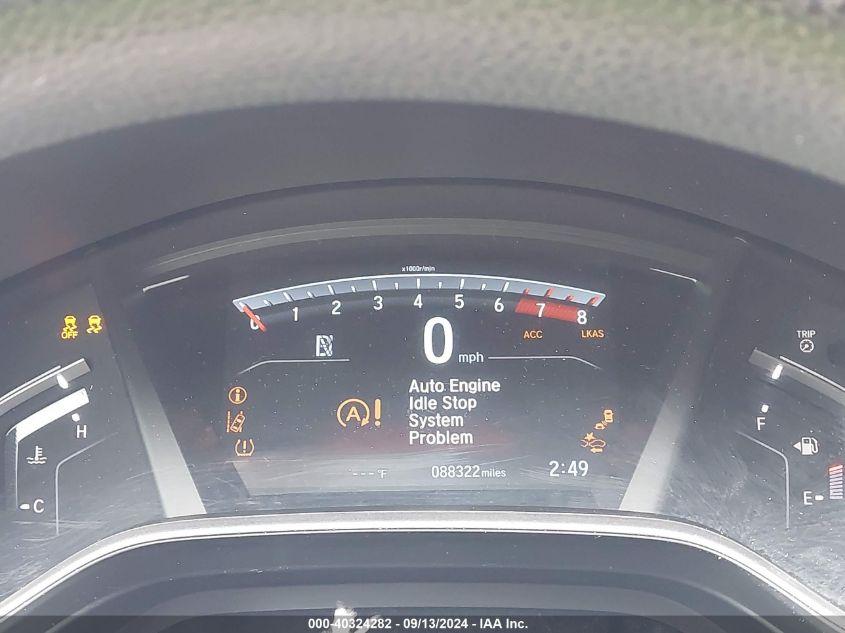 x1000r/min
0 1 2 3 4 5 6 7 8
OFF
0 mph
ACC LKAS
TRIP
Auto Engine
Idle Stop
System
Problem
A!
H
F
C
E
--- °F 088322 miles 2:49
000-40324282 - 09/13/2024 - IAA Inc.